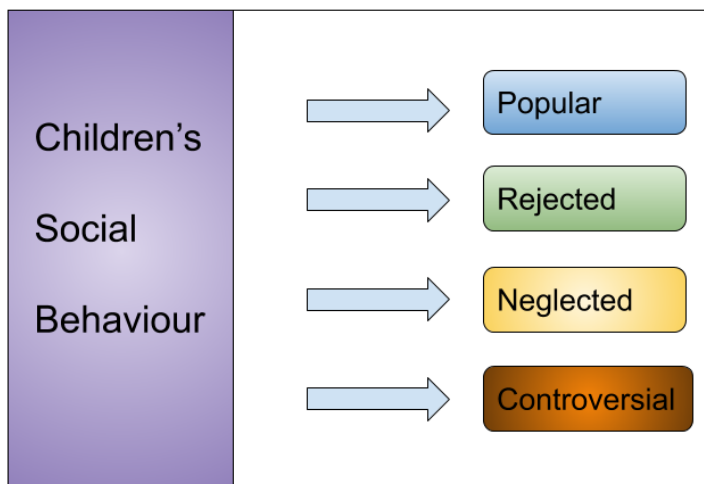 Children’s
Social
Behaviour
Popular
Rejected
Neglected
Controversial